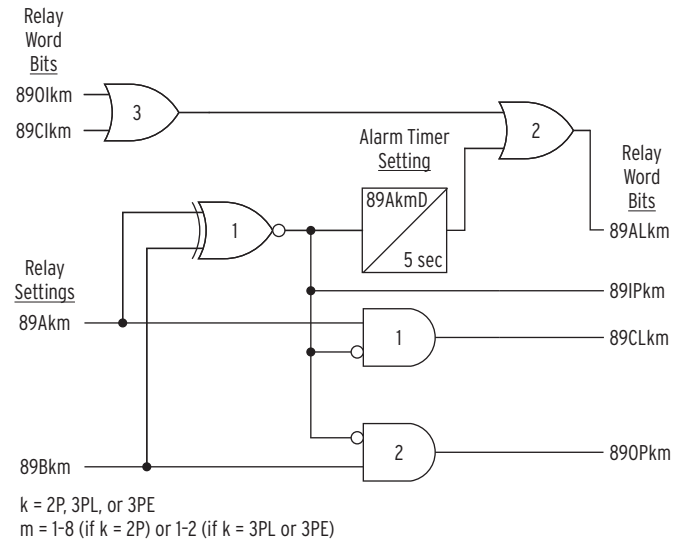 Relay
Word
Bits
89OIkm
89CIkm
3
2
Alarm Timer
Setting
Relay
Word
Bits
89AkmD
5 sec
1
89ALkm
Relay
Settings
89IPkm
89Akm
1
89CLkm
89Bkm
2
89OPkm
k = 2P, 3PL, or 3PE
m = 1-8 (if k = 2P) or 1-2 (if k = 3PL or 3PE)